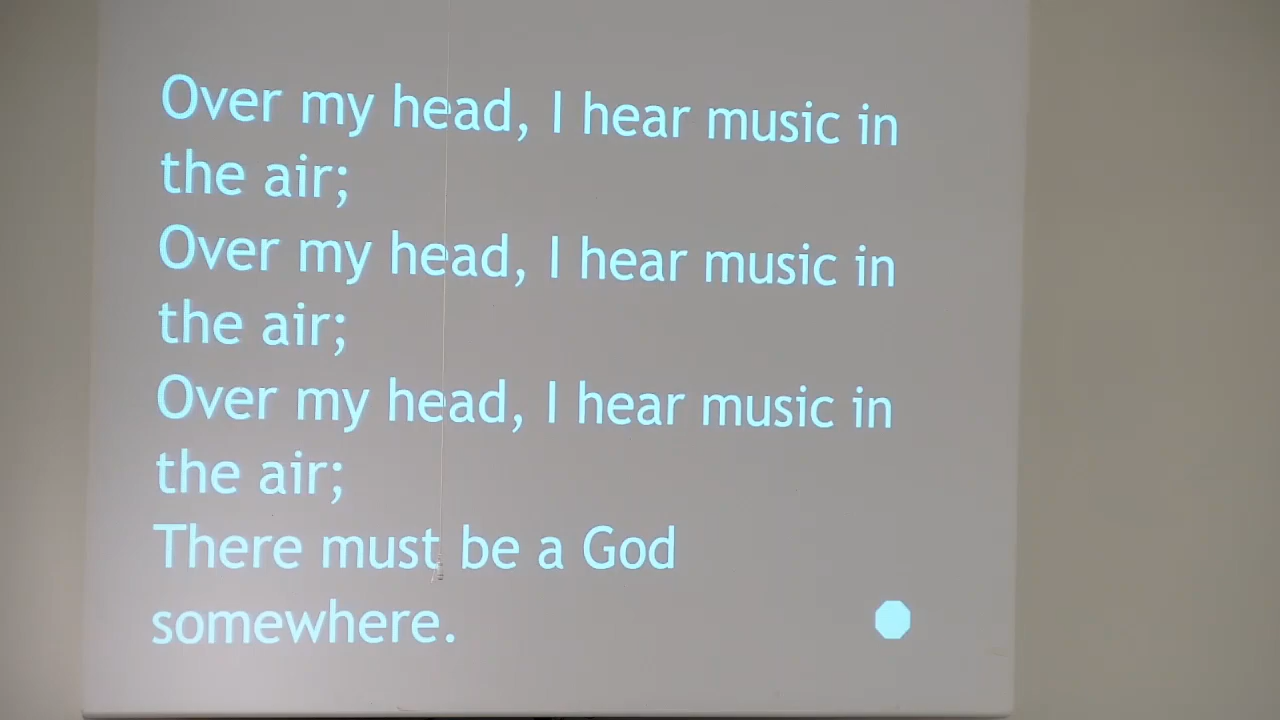 Over my head, I hear music in
the air;
Over my head, I hear music in
the air;
Over my head, I hear music in
the air;
There must be a God
somewhere.